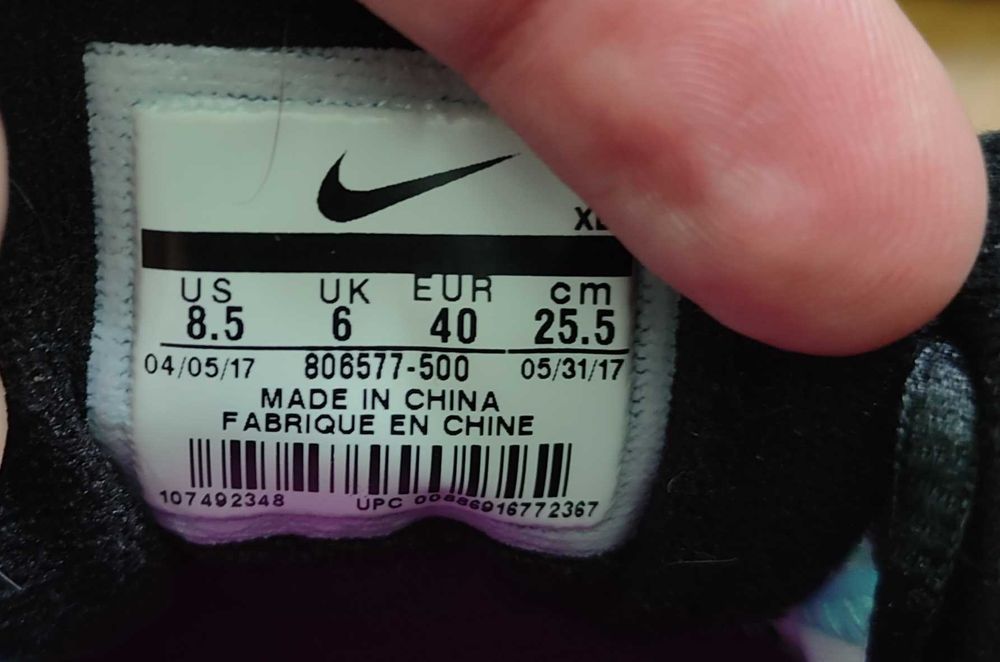 US UK EUR cm
8.5 6 40 25.5
04/05/17 806577-500 05/31/17
MADE IN CHINA
FABRIQUE EN CHINE
107492348 UPC 00886916772367